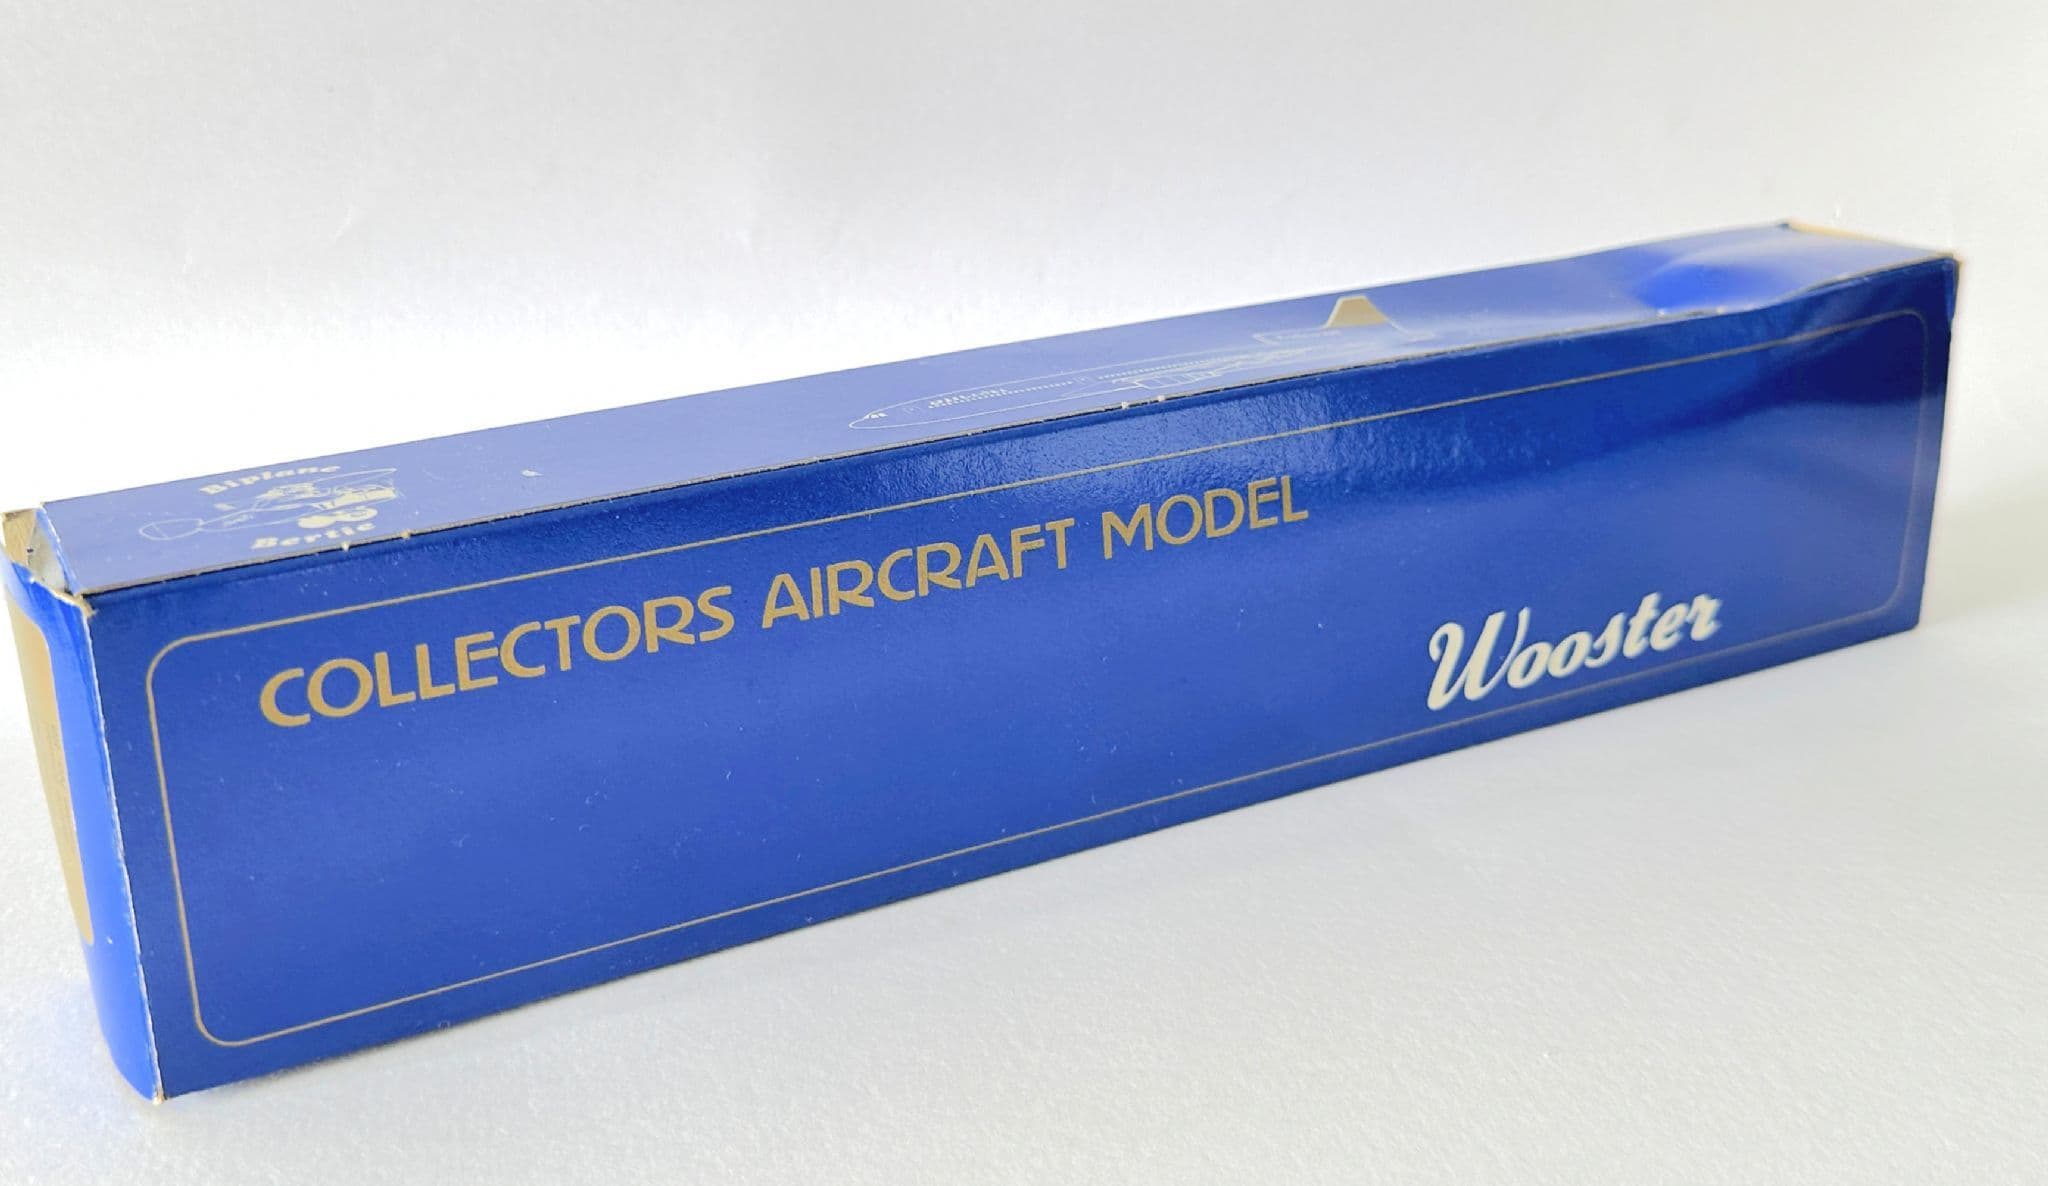 Biplane
Bertie
COLLECTORS AIRCRAFT MODEL
Wooster